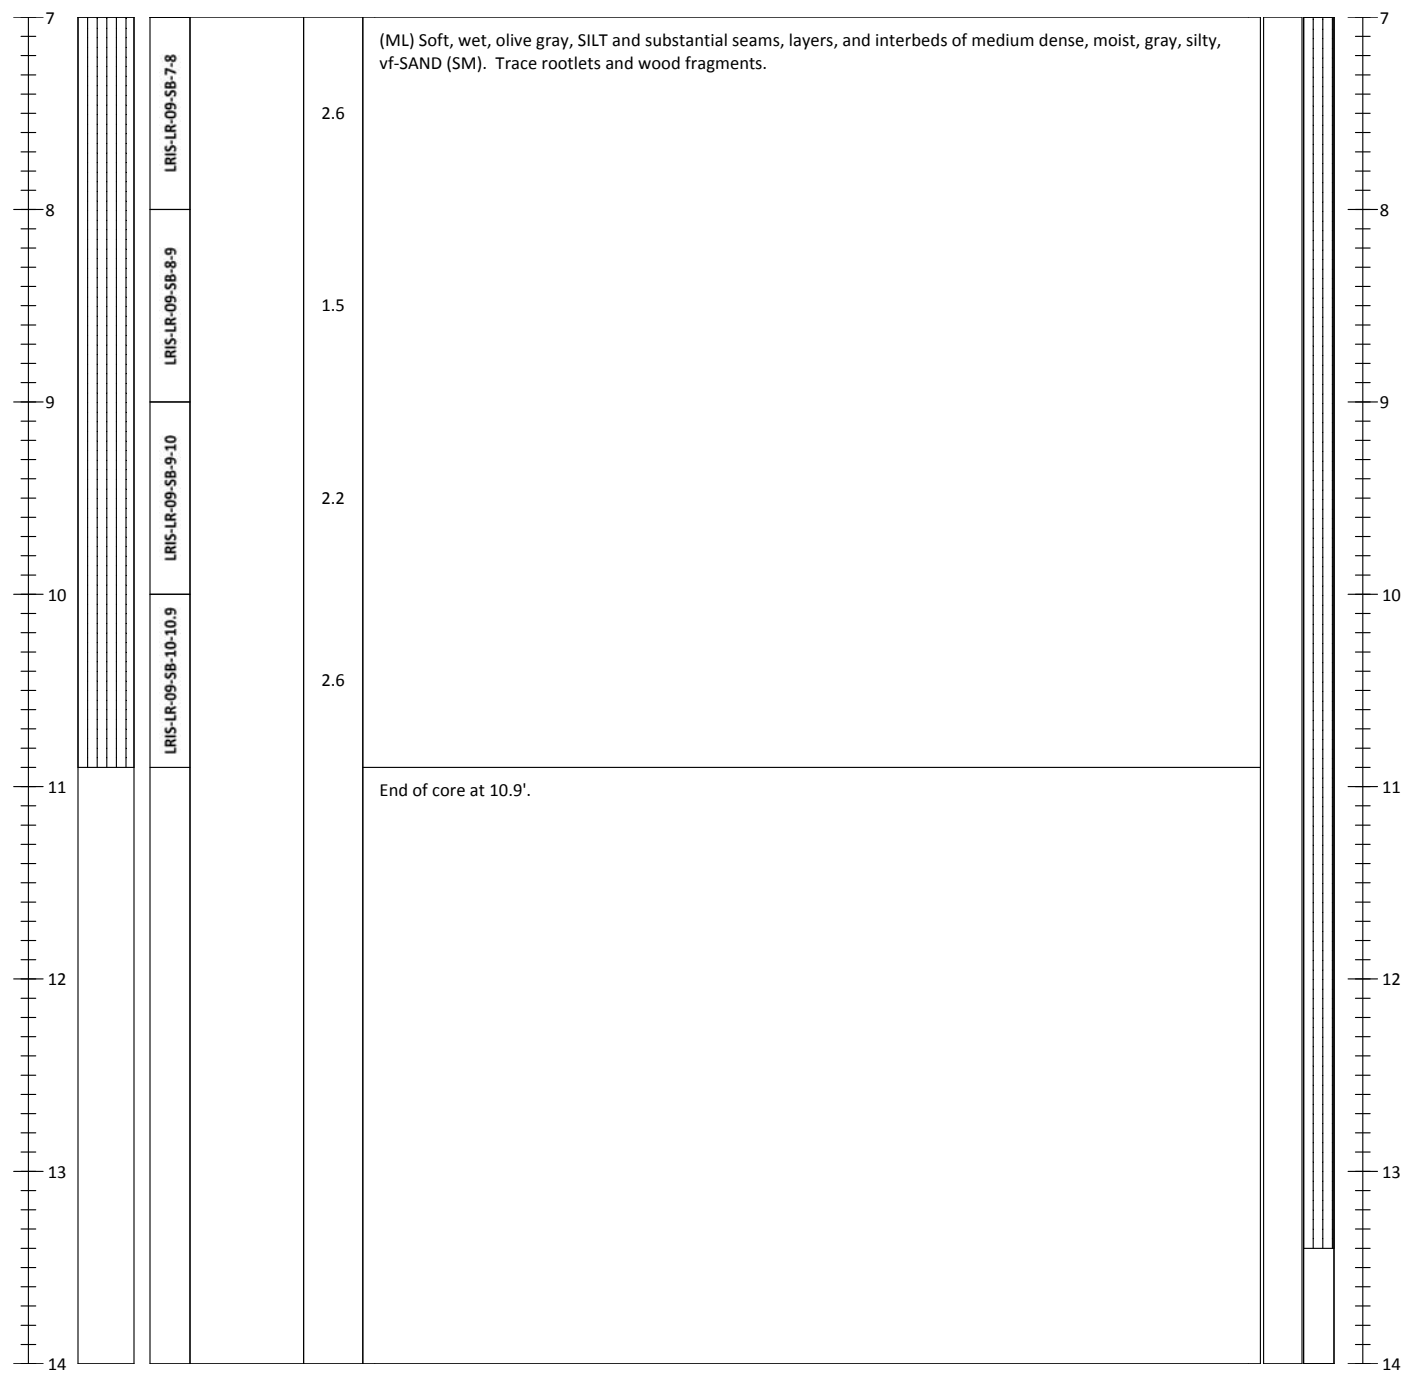 7
7
(ML) Soft, wet, olive gray, SILT and substantial seams, layers, and interbeds of medium dense, moist, gray, silty,
vf-SAND (SM).  Trace rootlets and wood fragments.
LRIS-LR-09-SB-7-8
2.6
8
8
LRIS-LR-09-SB-8-9
1.5
9
9
LRIS-LR-09-SB-9-10
2.2
10
10
LRIS-LR-09-SB-10-10.9
2.6
11
11
End of core at 10.9'.
12
12
13
13
14
14